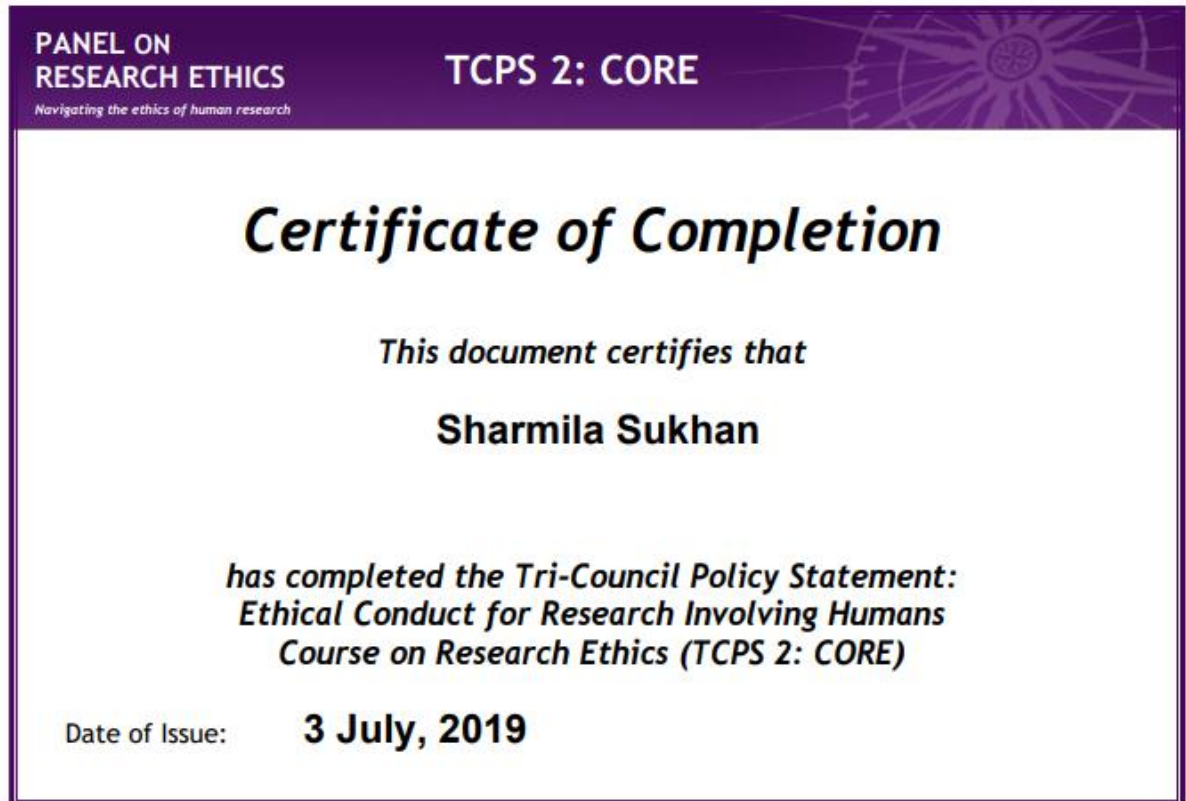 PANEL ON
RESEARCH ETHICS
Navigating the ethics of human research
TCPS 2: CORE
Certificate of Completion
This document certifies that
Sharmila Sukhan
has completed the Tri-Council Policy Statement:
Ethical Conduct for Research Involving Humans
Course on Research Ethics (TCPS 2: CORE)
Date of Issue: 3 July, 2019